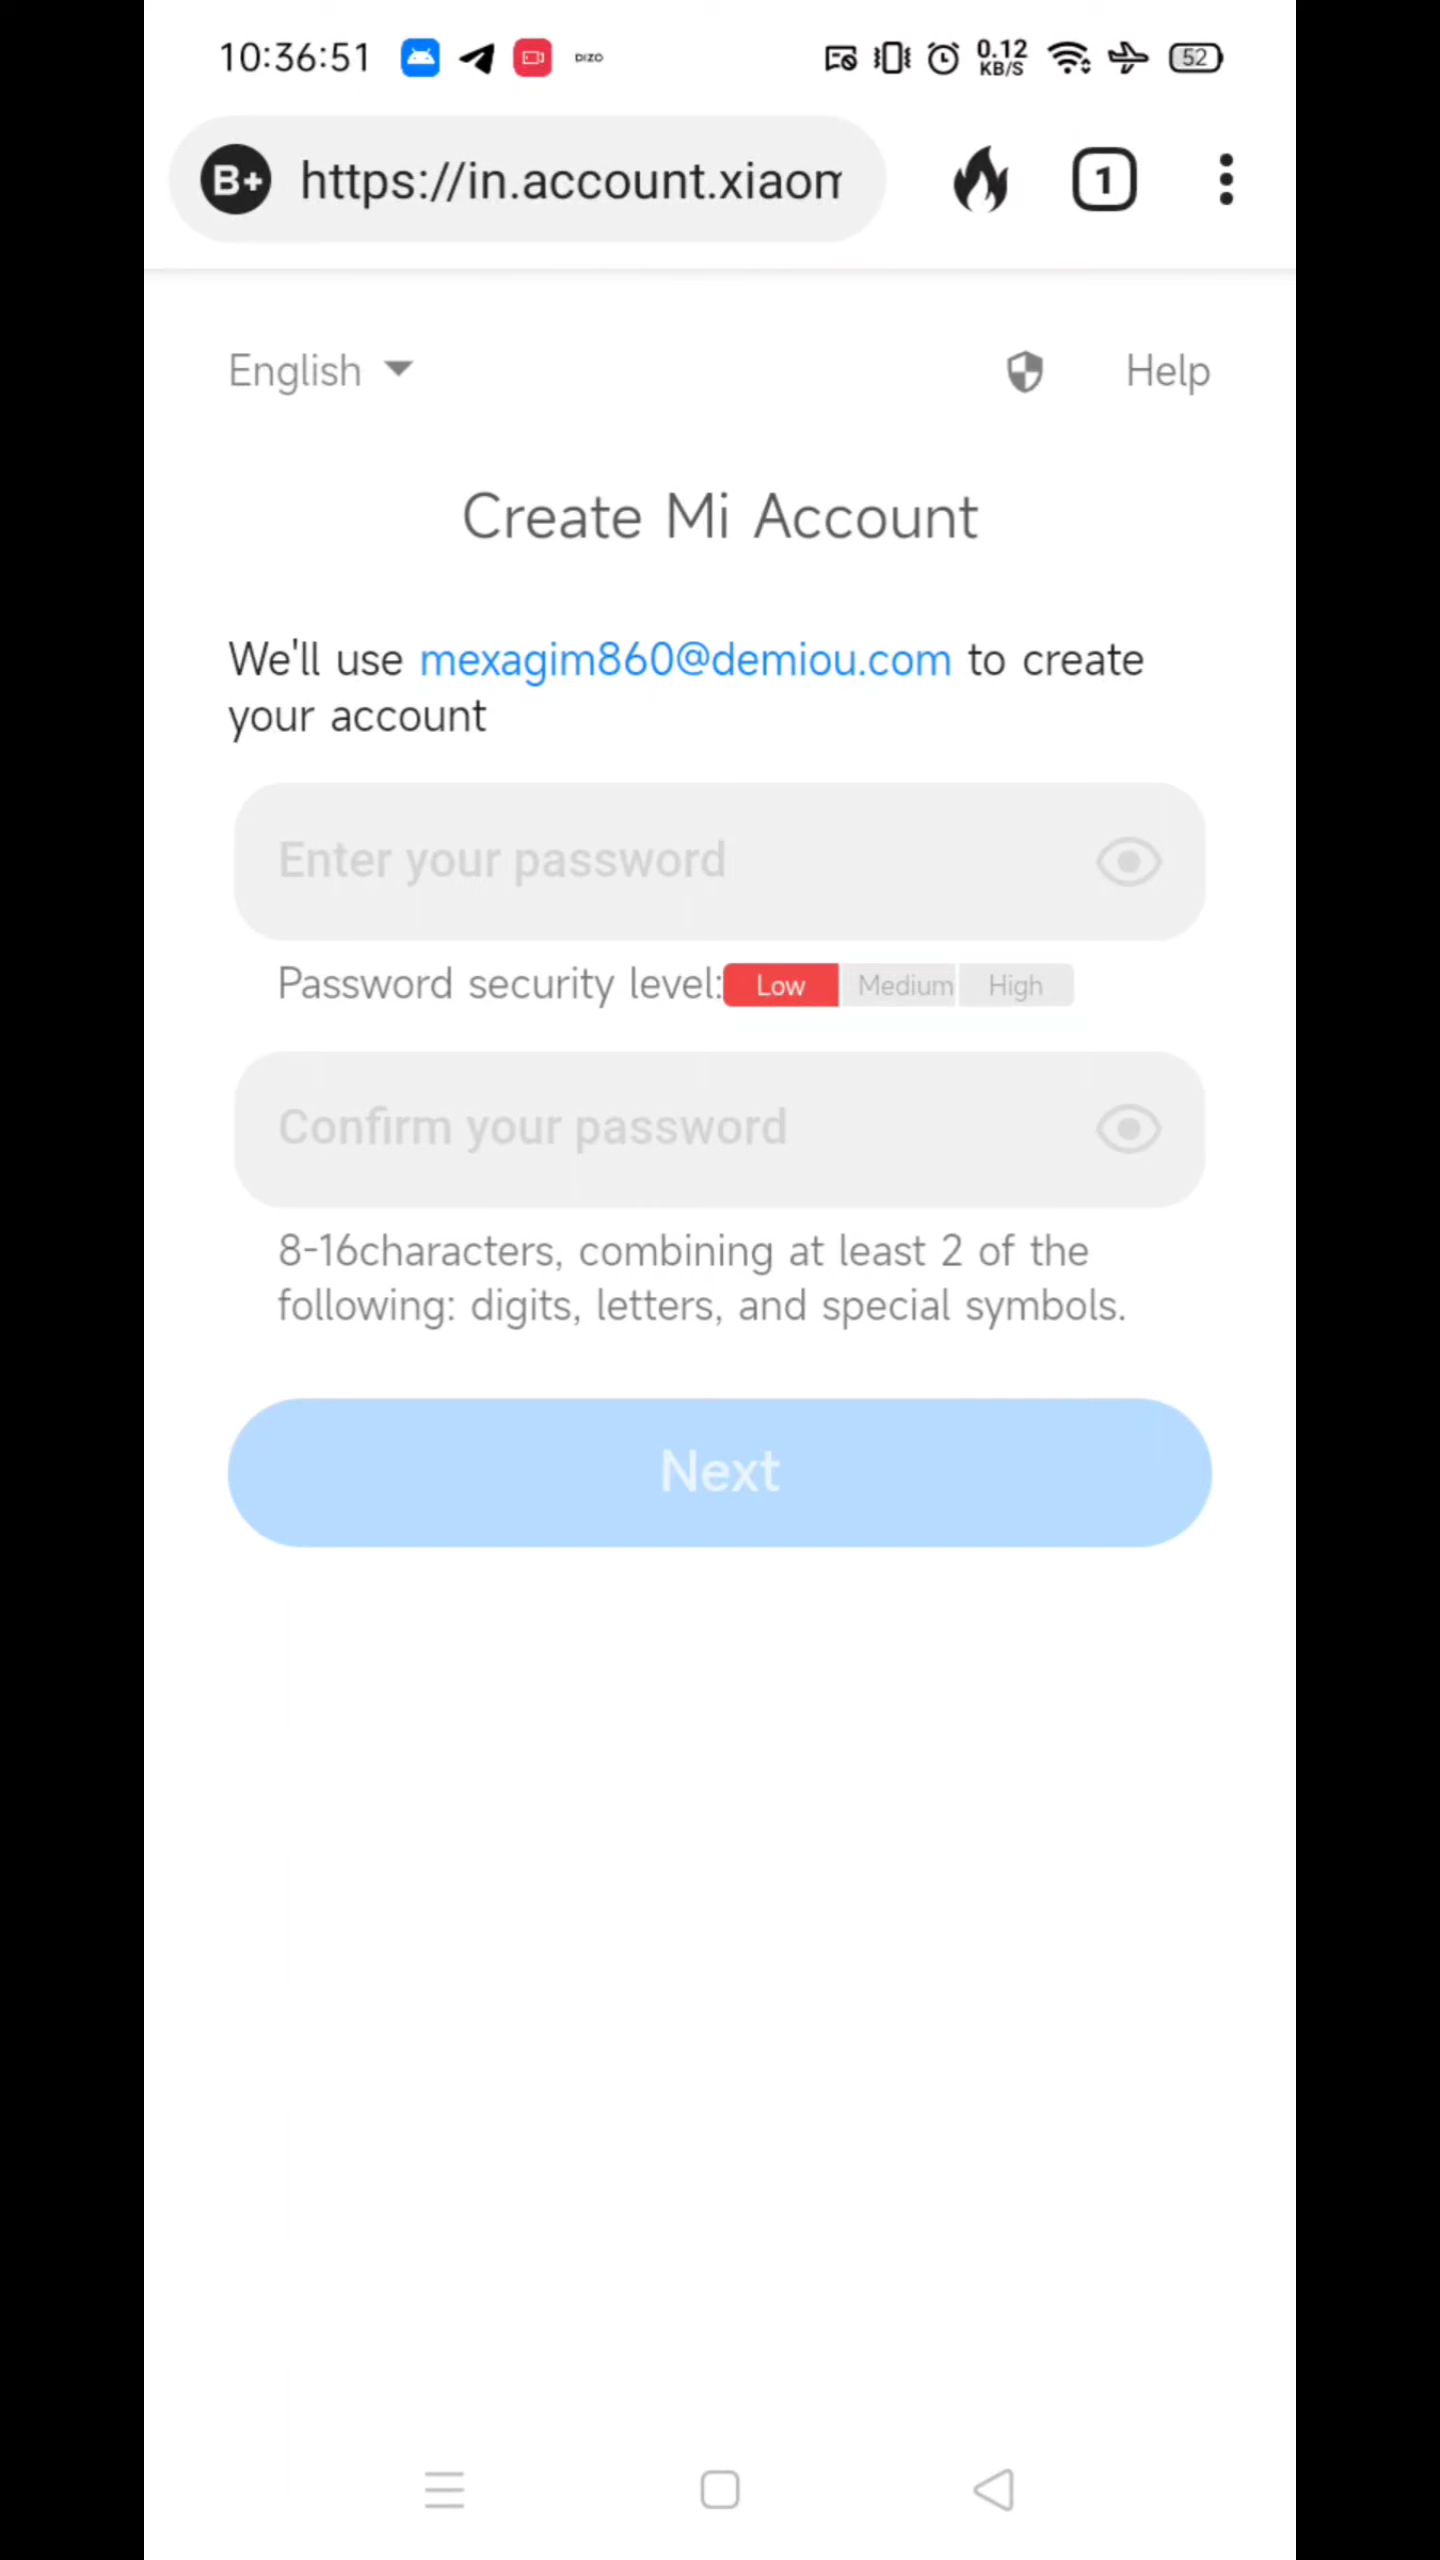 10:36:51 DIZO 0.12 KB/S 52
B+ https://in.account.xiaom 1
English Help
Create Mi Account
We'll use mexagim860@demiou.com to create
your account
Enter your password
Password security level: Low Medium High
Confirm your password
8-16characters, combining at least 2 of the
following: digits, letters, and special symbols.
Next